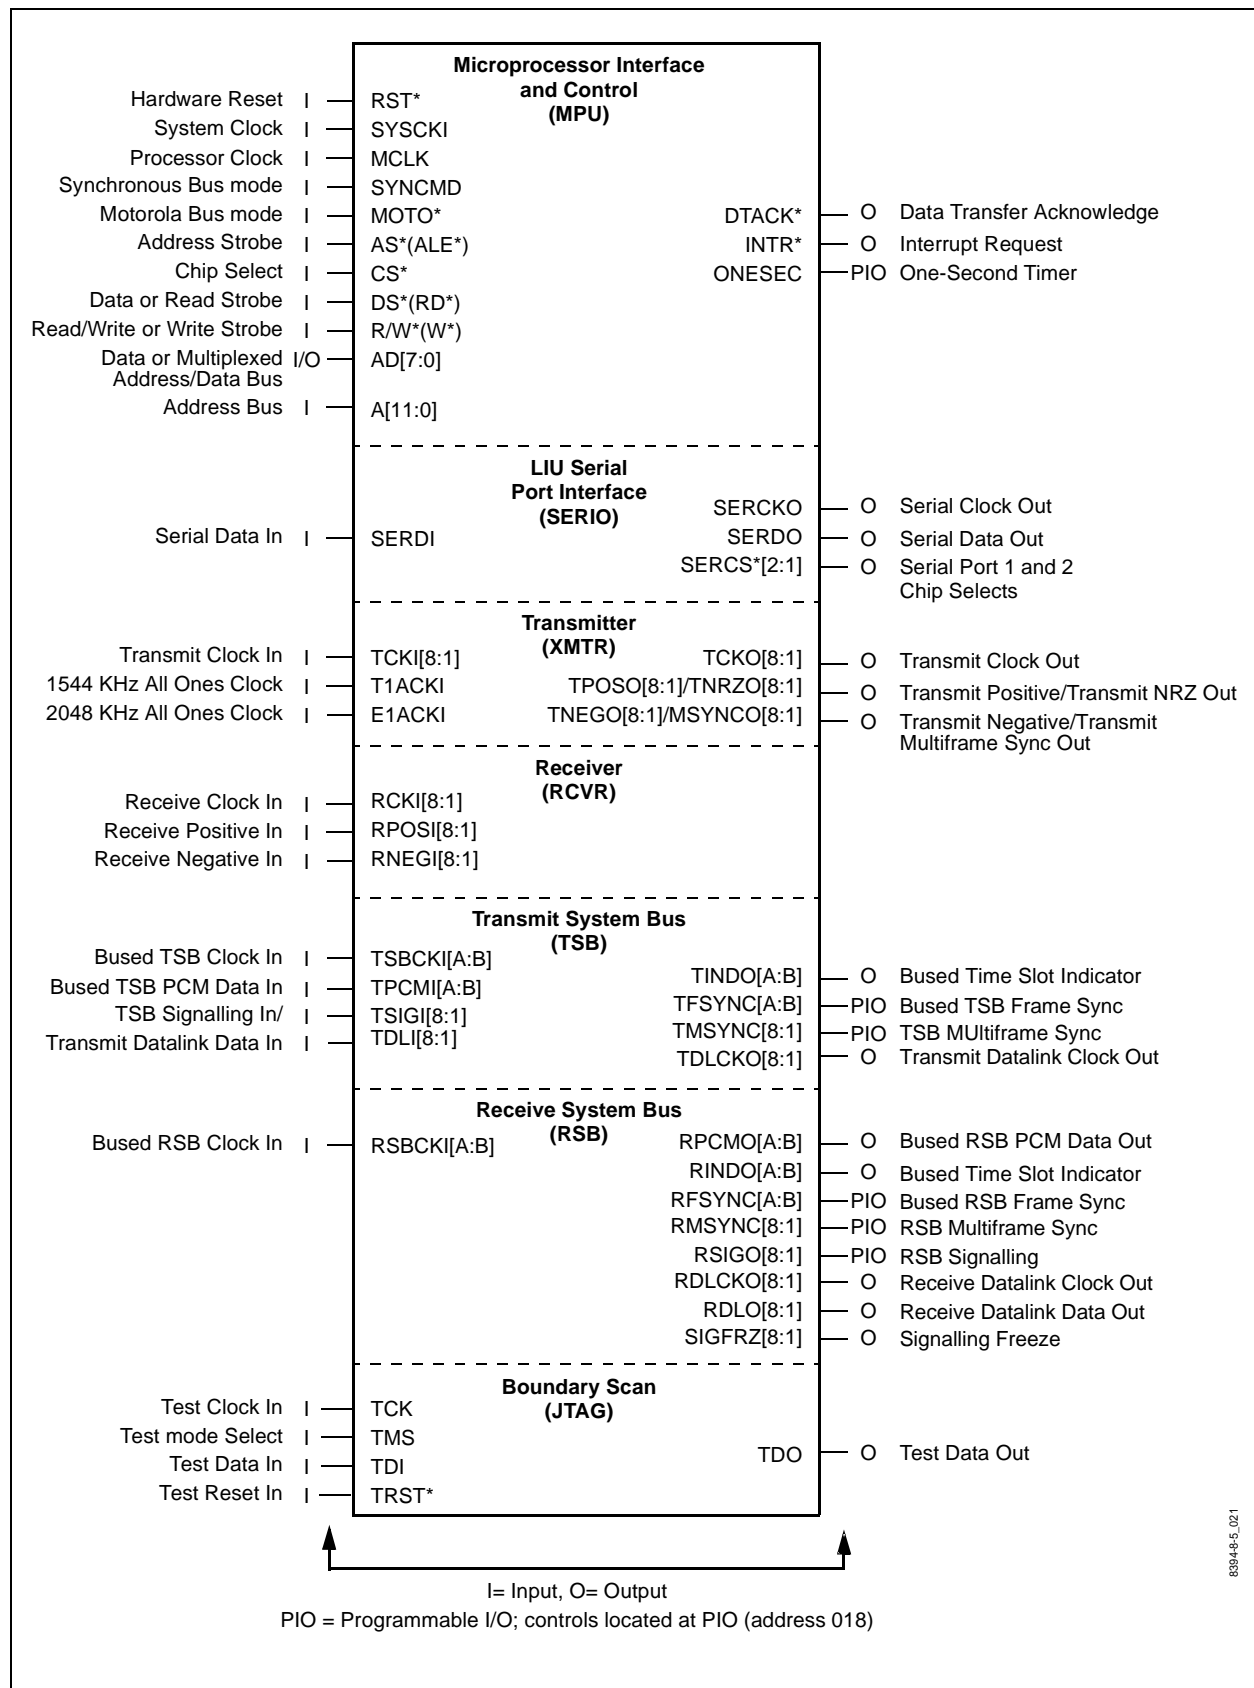 Microprocessor Interface
and Control
(MPU)
Hardware Reset I RST*
System Clock I SYSCKI
Processor Clock I MCLK
Synchronous Bus mode I SYNCMD
Motorola Bus mode I MOTO* DTACK* O Data Transfer Acknowledge
Address Strobe I AS*(ALE*) INTR* O Interrupt Request
Chip Select I CS* ONESEC PIO One-Second Timer
Data or Read Strobe I DS*(RD*)
Read/Write or Write Strobe I R/W*(W*)
Data or Multiplexed I/O AD[7:0]
Address/Data Bus
Address Bus I A[11:0]
LIU Serial
Port Interface
(SERIO)
SERCKO O Serial Clock Out
Serial Data In I SERDI SERDO O Serial Data Out
SERCS*[2:1] O Serial Port 1 and 2
Chip Selects
Transmitter
(XMTR)
Transmit Clock In I TCKI[8:1] TCKO[8:1] O Transmit Clock Out
1544 KHz All Ones Clock I T1ACKI TPOSO[8:1]/TNRZO[8:1] O Transmit Positive/Transmit NRZ Out
2048 KHz All Ones Clock I E1ACKI TNEGO[8:1]/MSYNCO[8:1] O Transmit Negative/Transmit
Multiframe Sync Out
Receiver
(RCVR)
Receive Clock In I RCKI[8:1]
Receive Positive In I RPOSI[8:1]
Receive Negative In I RNEGI[8:1]
Transmit System Bus
(TSB)
Bused TSB Clock In I TSBCKI[A:B] TINDO[A:B] O Bused Time Slot Indicator
Bused TSB PCM Data In I TPCMI[A:B] TFSYNC[A:B] PIO Bused TSB Frame Sync
TSB Signalling In/ I TSIGI[8:1] TMSYNC[8:1] PIO TSB MUltiframe Sync
Transmit Datalink Data In I TDLI[8:1] TDLCKO[8:1] O Transmit Datalink Clock Out
Receive System Bus
(RSB)
Bused RSB Clock In I RSBCKI[A:B] RPCMO[A:B] O Bused RSB PCM Data Out
RINDO[A:B] O Bused Time Slot Indicator
RFSYNC[A:B] PIO Bused RSB Frame Sync
RMSYNC[8:1] PIO RSB Multiframe Sync
RSIGO[8:1] PIO RSB Signalling
RDLCKO[8:1] O Receive Datalink Clock Out
RDLO[8:1] O Receive Datalink Data Out
SIGFRZ[8:1] O Signalling Freeze
Boundary Scan
(JTAG)
Test Clock In I TCK
Test mode Select I TMS TDO O Test Data Out
Test Data In I TDI
Test Reset In I TRST*
I= Input, O= Output
PIO = Programmable I/O; controls located at PIO (address 018)
8394-8-5_021